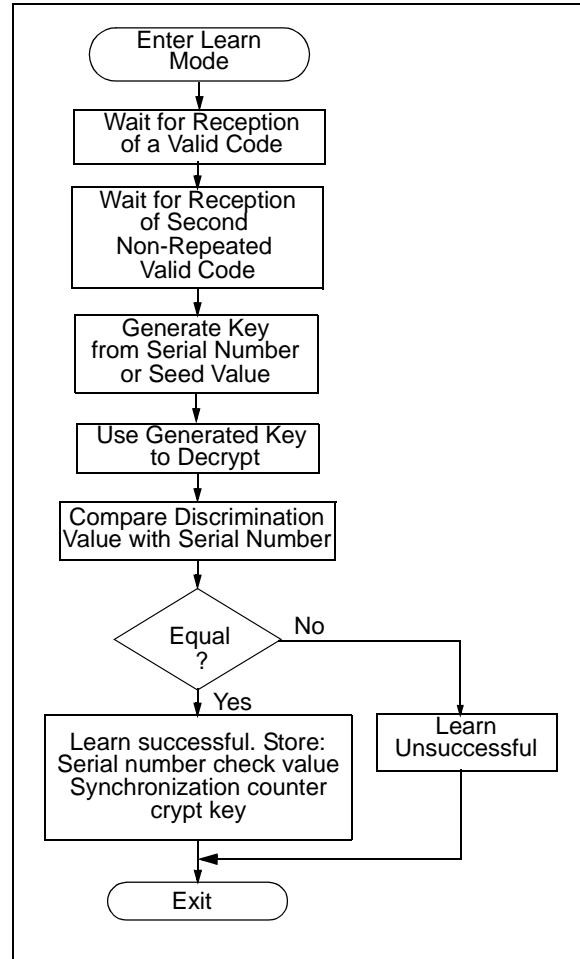 Enter Learn
Mode
Wait for Reception
of a Valid Code
Wait for Reception
of Second
Non-Repeated
Valid Code
Generate Key
from Serial Number
or Seed Value
Use Generated Key
to Decrypt
Compare Discrimination
Value with Serial Number
Equal
?
No
Yes
Learn successful. Store:
Serial number check value
Synchronization counter
crypt key
Learn
Unsuccessful
Exit